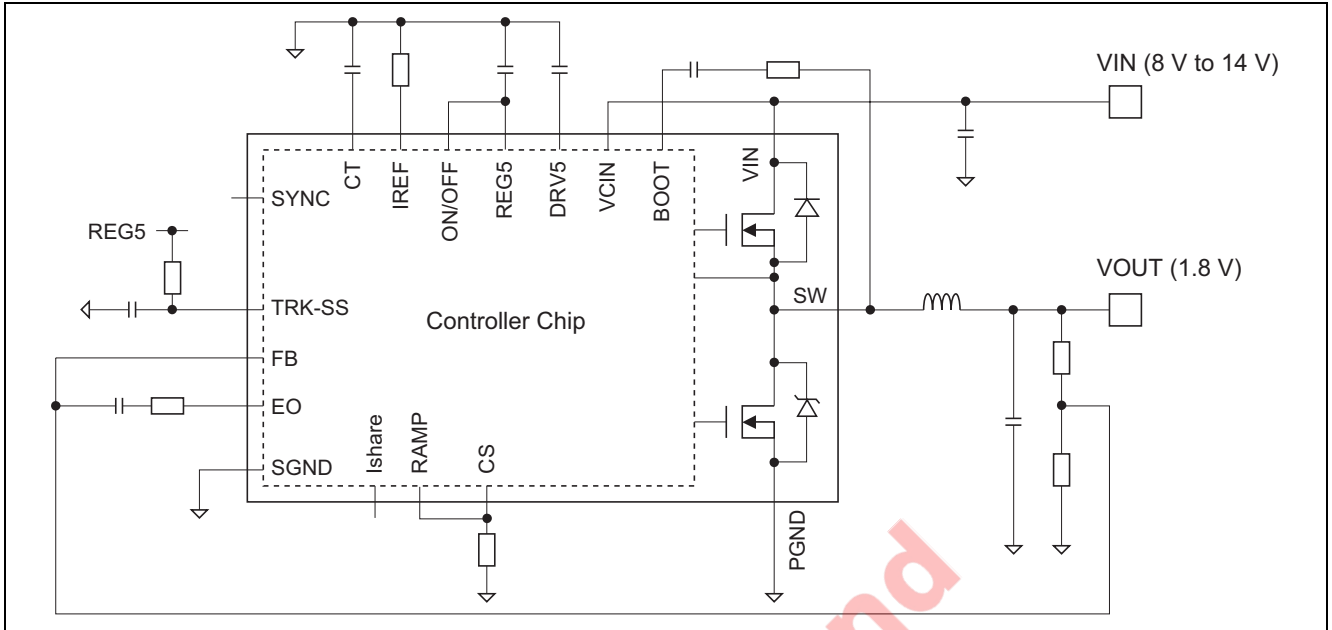 VIN (8 V to 14 V)
CT
IREF
ON/OFF
REG5
DRV5
VCIN
BOOT
VIN
SYNC
REG5
TRK-SS
Controller Chip
SW
VOUT (1.8 V)
FB
EO
SGND
Ishare
RAMP
CS
PGND
nd